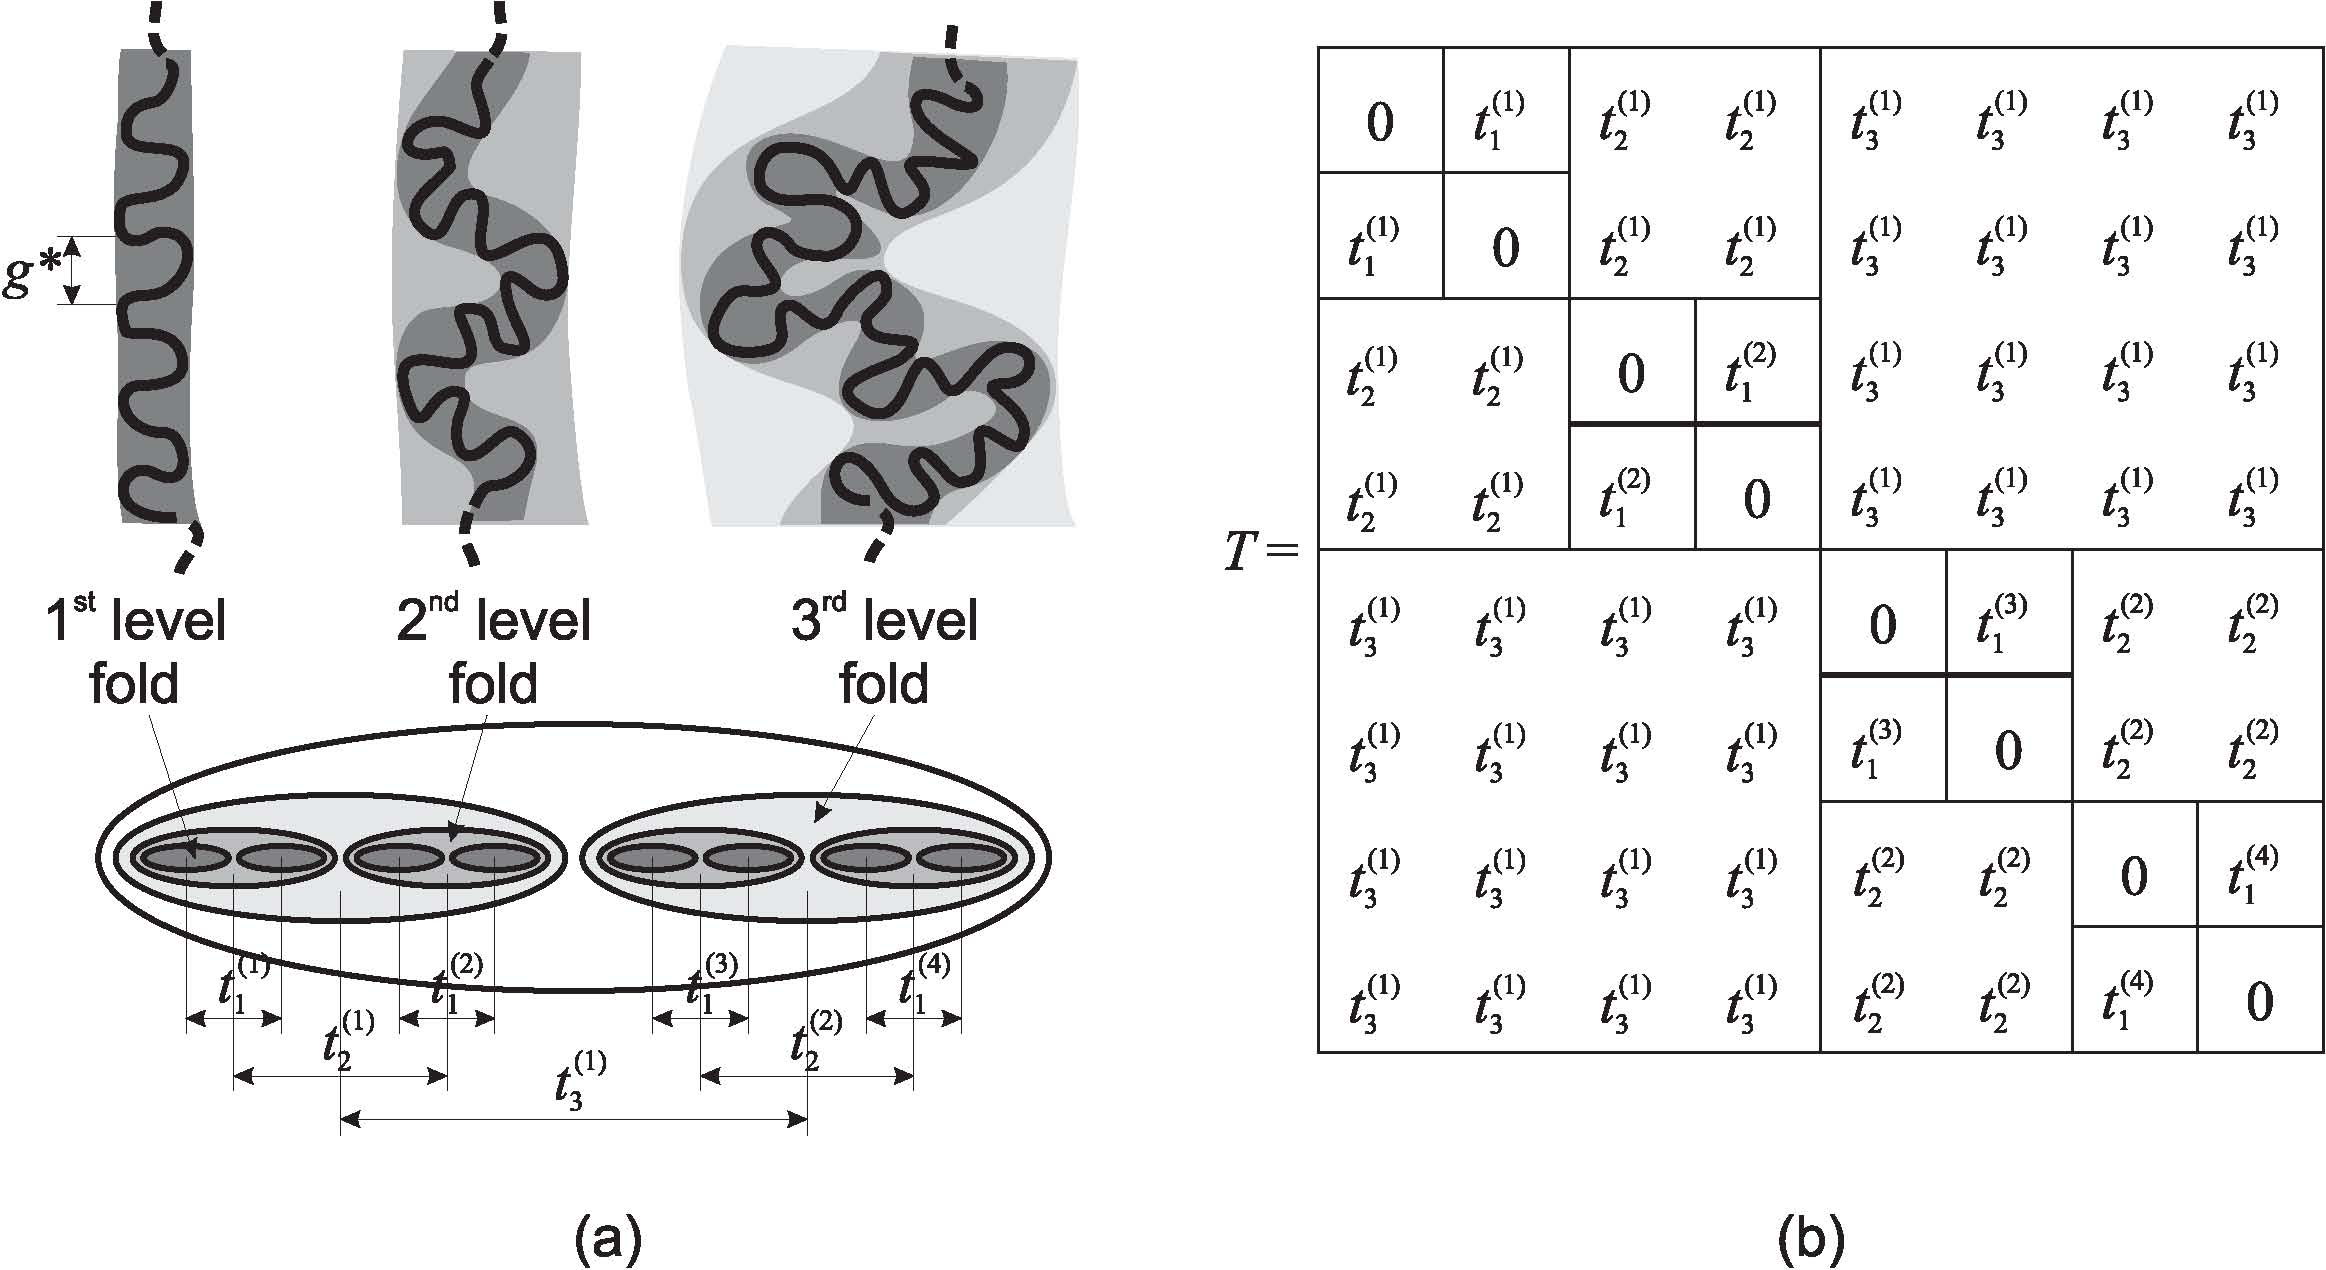 g*
1st level fold
2nd level fold
3rd level fold
t₁⁽¹⁾ t₁⁽²⁾ t₁⁽³⁾ t₁⁽⁴⁾
t₂⁽¹⁾ t₂⁽²⁾
t₃⁽¹⁾
(a)
T =
0 t₁⁽¹⁾ t₂⁽¹⁾ t₂⁽¹⁾ t₃⁽¹⁾ t₃⁽¹⁾ t₃⁽¹⁾ t₃⁽¹⁾
t₁⁽¹⁾ 0 t₂⁽¹⁾ t₂⁽¹⁾ t₃⁽¹⁾ t₃⁽¹⁾ t₃⁽¹⁾ t₃⁽¹⁾
t₂⁽¹⁾ t₂⁽¹⁾ 0 t₁⁽²⁾ t₃⁽¹⁾ t₃⁽¹⁾ t₃⁽¹⁾ t₃⁽¹⁾
t₂⁽¹⁾ t₂⁽¹⁾ t₁⁽²⁾ 0 t₃⁽¹⁾ t₃⁽¹⁾ t₃⁽¹⁾ t₃⁽¹⁾
t₃⁽¹⁾ t₃⁽¹⁾ t₃⁽¹⁾ t₃⁽¹⁾ 0 t₁⁽³⁾ t₂⁽²⁾ t₂⁽²⁾
t₃⁽¹⁾ t₃⁽¹⁾ t₃⁽¹⁾ t₃⁽¹⁾ t₁⁽³⁾ 0 t₂⁽²⁾ t₂⁽²⁾
t₃⁽¹⁾ t₃⁽¹⁾ t₃⁽¹⁾ t₃⁽¹⁾ t₂⁽²⁾ t₂⁽²⁾ 0 t₁⁽⁴⁾
t₃⁽¹⁾ t₃⁽¹⁾ t₃⁽¹⁾ t₃⁽¹⁾ t₂⁽²⁾ t₂⁽²⁾ t₁⁽⁴⁾ 0
(b)